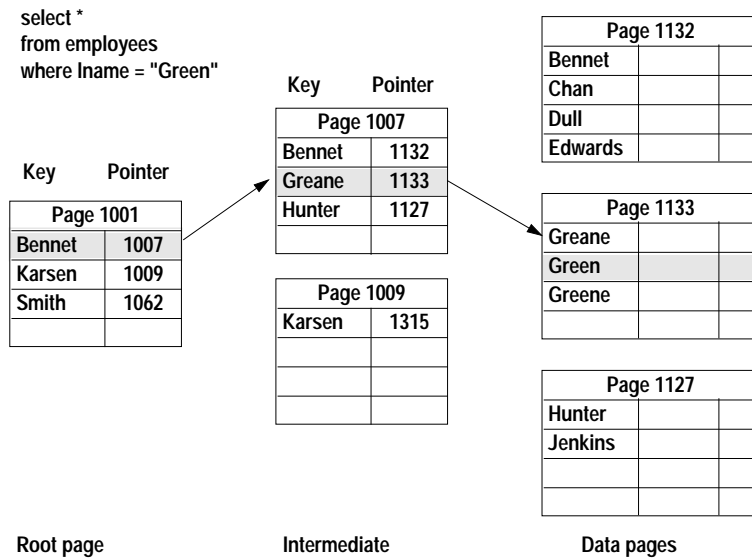 select *
from employees
where lname = "Green"
Key Pointer
Page 1001
Bennet 1007
Karsen 1009
Smith 1062
Root page
Key Pointer
Page 1007
Bennet 1132
Greane 1133
Hunter 1127
Page 1009
Karsen 1315
Intermediate
Page 1132
Bennet
Chan
Dull
Edwards
Page 1133
Greane
Green
Greene
Page 1127
Hunter
Jenkins
Data pages